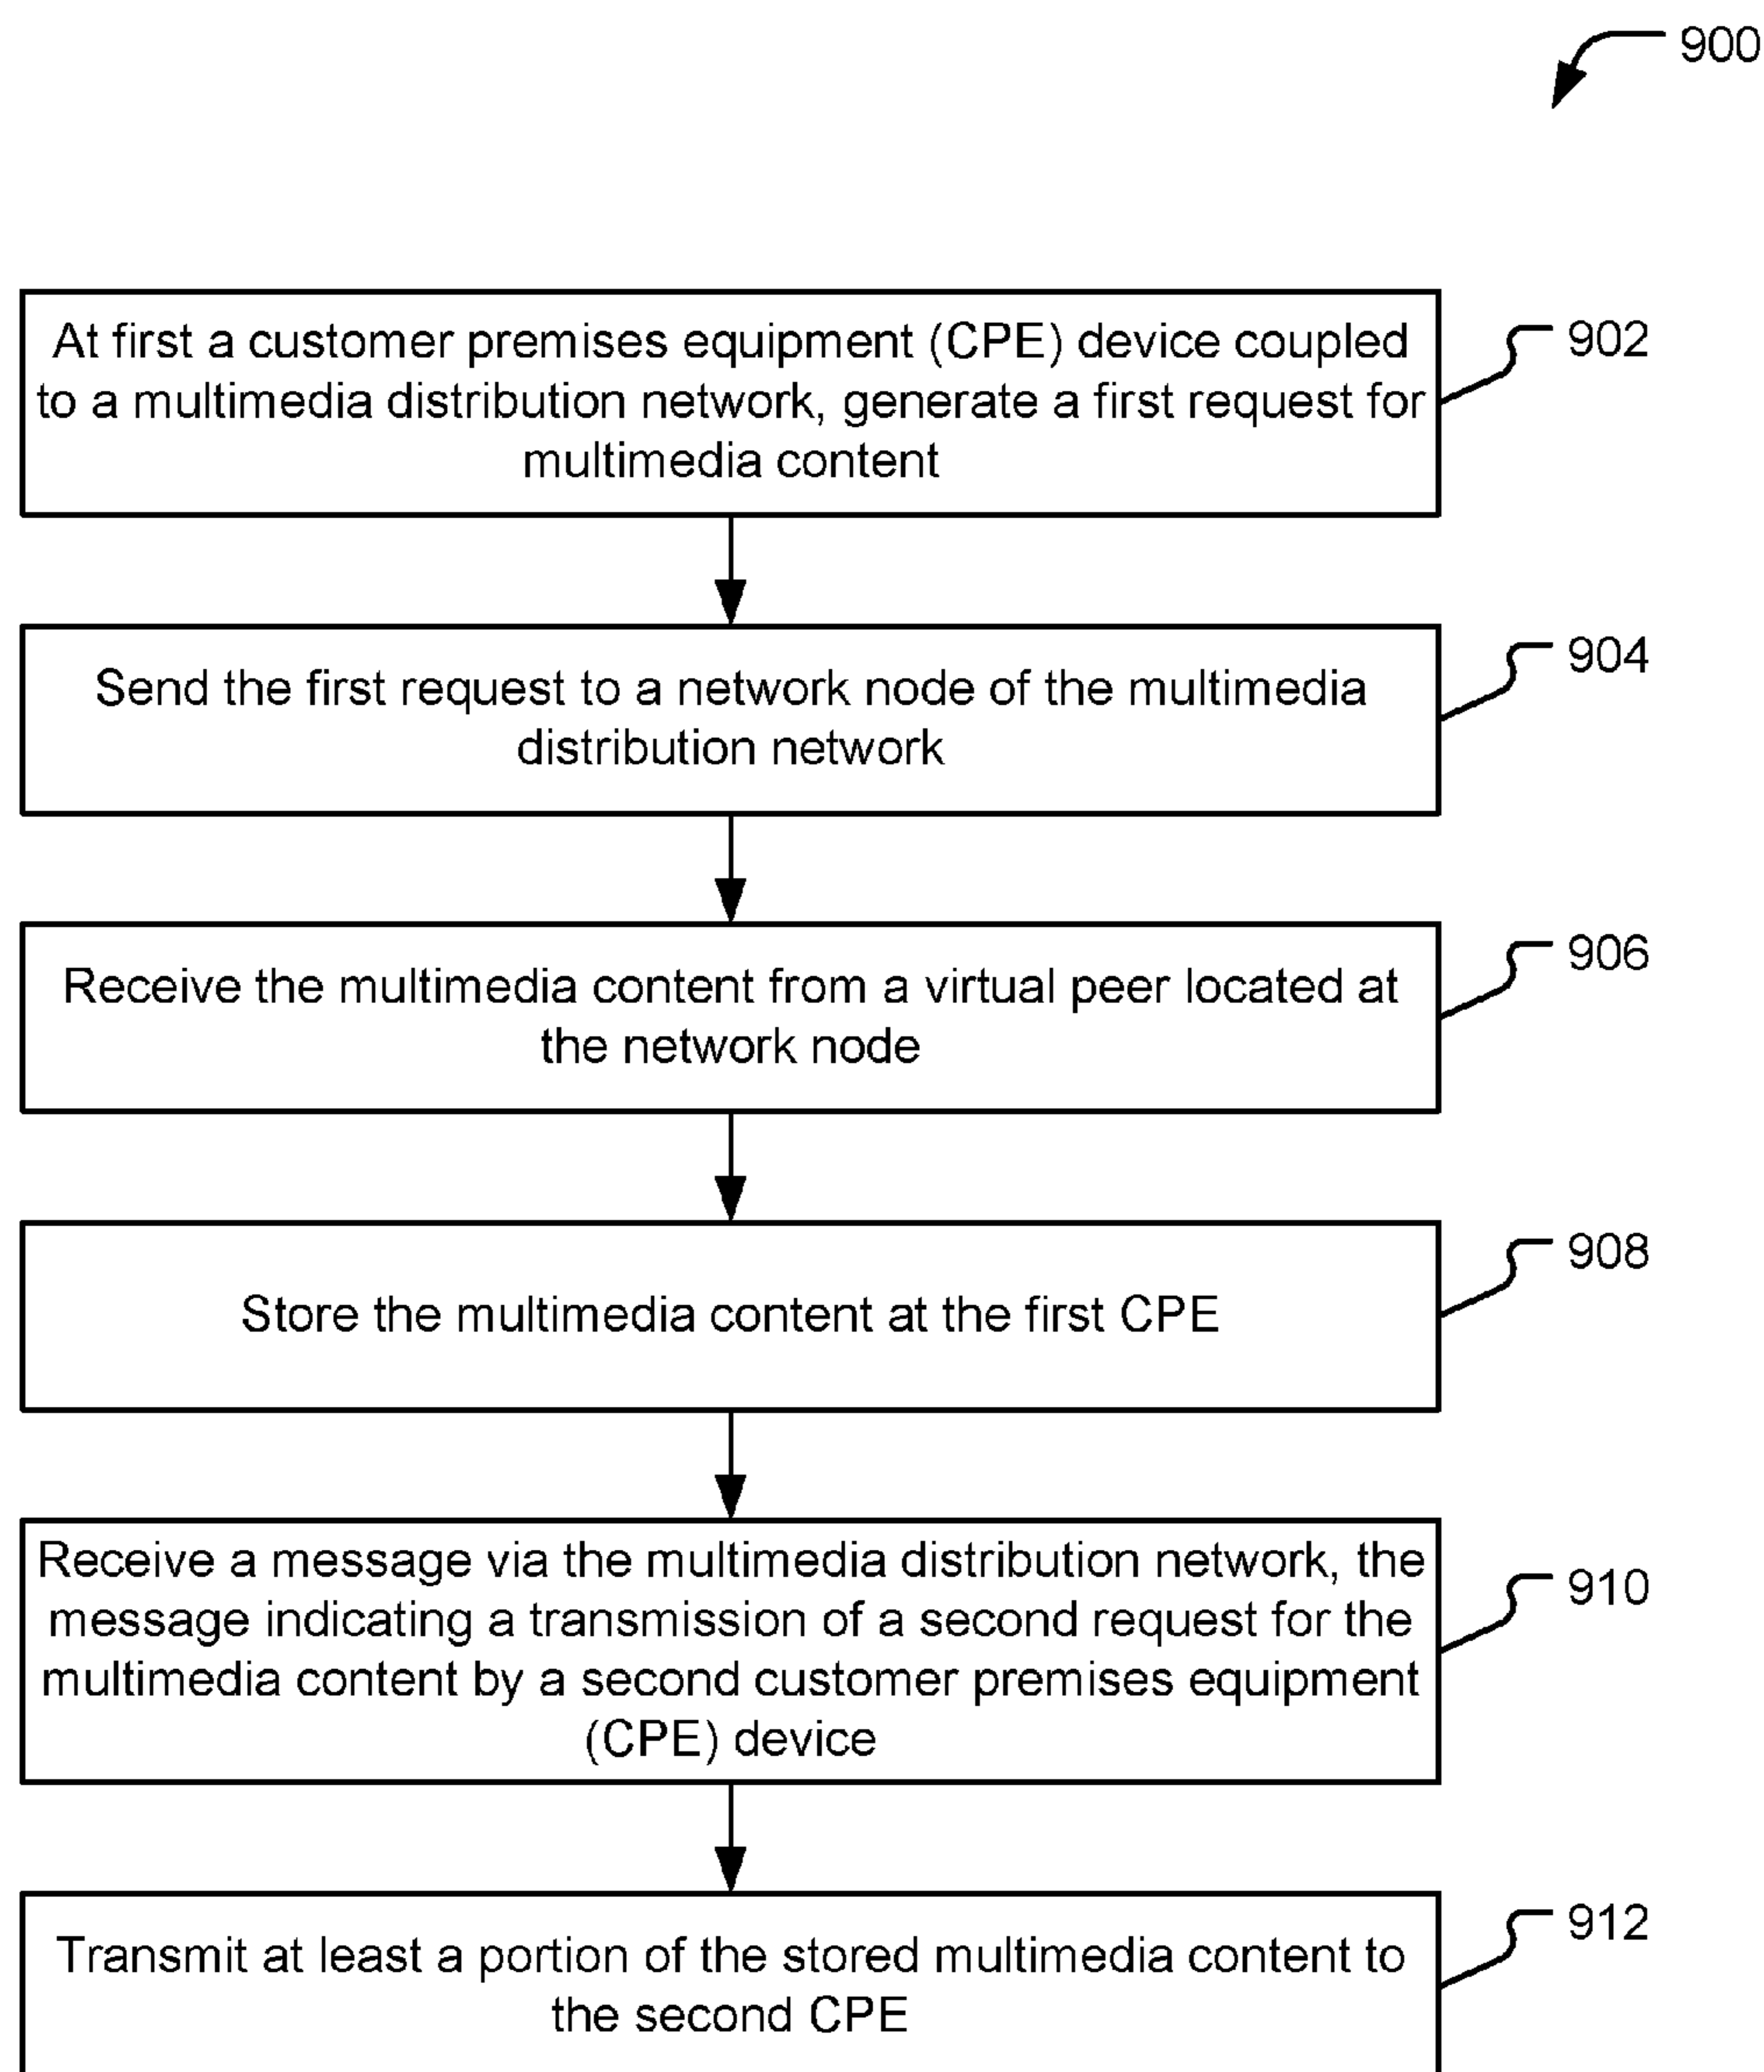 900
At first a customer premises equipment (CPE) device coupled
to a multimedia distribution network, generate a first request for
multimedia content
902
Send the first request to a network node of the multimedia
distribution network
904
Receive the multimedia content from a virtual peer located at
the network node
906
Store the multimedia content at the first CPE
908
Receive a message via the multimedia distribution network, the
message indicating a transmission of a second request for the
multimedia content by a second customer premises equipment
(CPE) device
910
Transmit at least a portion of the stored multimedia content to
the second CPE
912